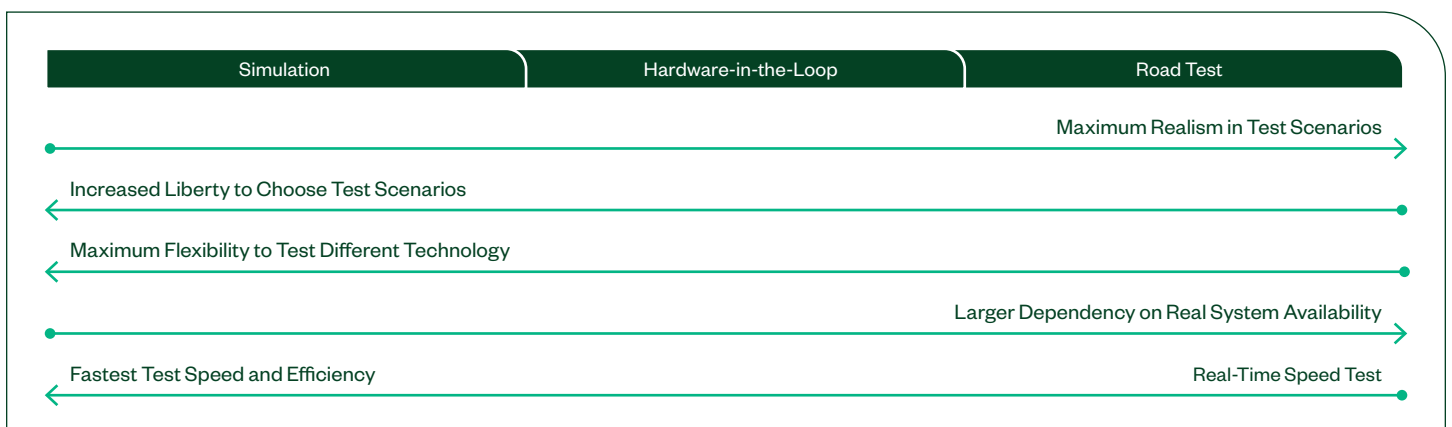 Simulation
Hardware-in-the-Loop
Road Test
Maximum Realism in Test Scenarios
Increased Liberty to Choose Test Scenarios
Maximum Flexibility to Test Different Technology
Larger Dependency on Real System Availability
Fastest Test Speed and Efficiency
Real-Time Speed Test